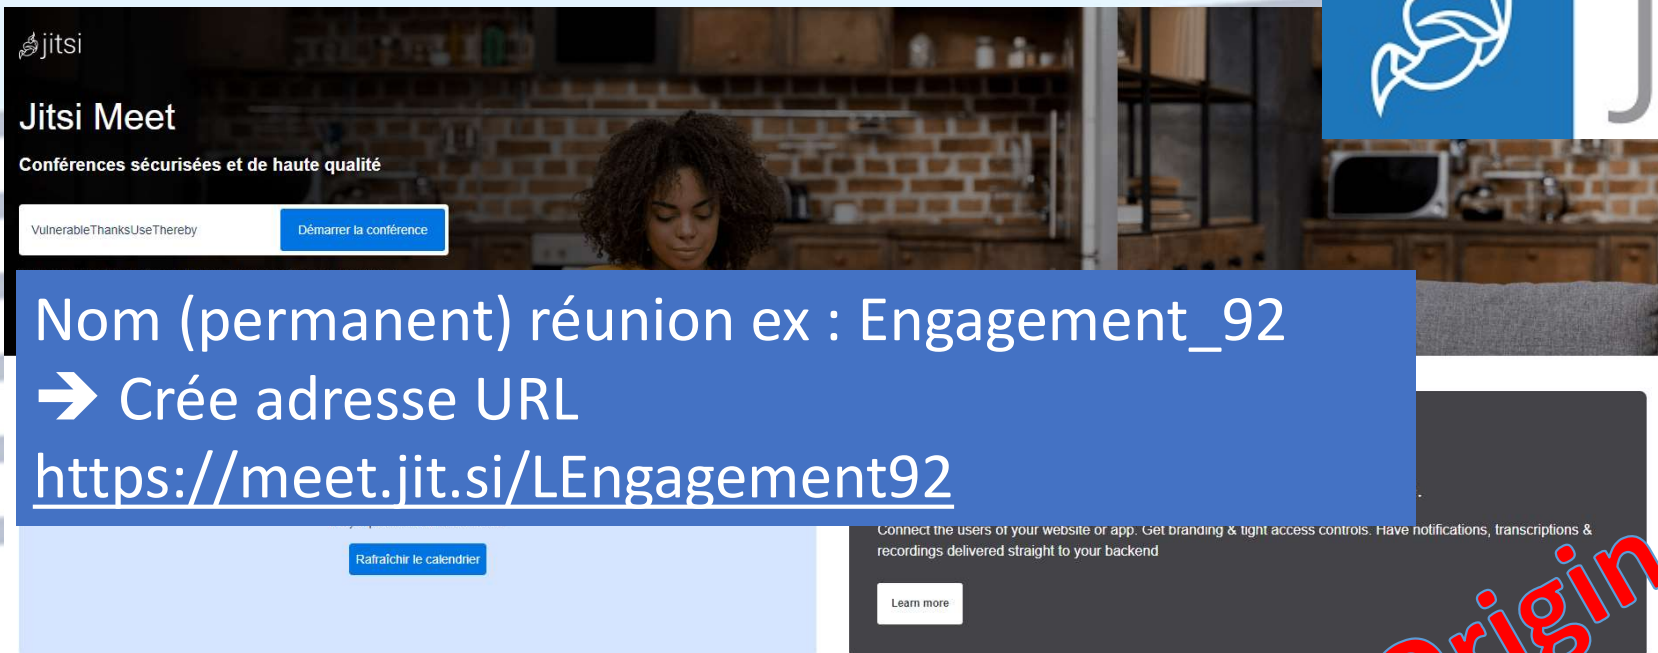 jitsi
J
Jitsi Meet
Conférences sécurisées et de haute qualité
VulnerableThanksUseThereby
Démarrer la conférence
Nom (permanent) réunion ex : Engagement_92
➔ Crée adresse URL
https://meet.jit.si/LEngagement92
Connect the users of your website or app. Get branding & tight access controls. Have notifications, transcriptions &
recordings delivered straight to your backend
Rafraîchir le calendrier
Learn more
Origin